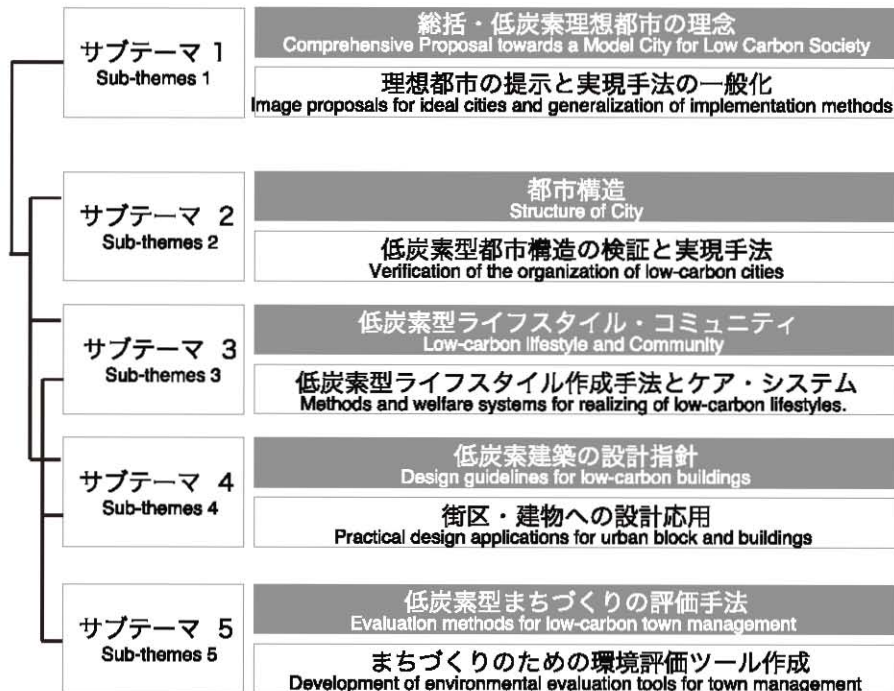 サブテーマ 1
Sub-themes 1
総括・低炭素理想都市の理念
Comprehensive Proposal towards a Model City for Low Carbon Society
理想都市の提示と実現手法の一般化
Image proposals for ideal cities and generalization of implementation methods
サブテーマ 2
Sub-themes 2
都市構造
Structure of City
低炭素型都市構造の検証と実現手法
Verification of the organization of low-carbon cities
サブテーマ 3
Sub-themes 3
低炭素型ライフスタイル・コミュニティ
Low-carbon lifestyle and Community
低炭素型ライフスタイル作成手法とケア・システム
Methods and welfare systems for realizing of low-carbon lifestyles.
サブテーマ 4
Sub-themes 4
低炭素建築の設計指針
Design guidelines for low-carbon buildings
街区・建物への設計応用
Practical design applications for urban block and buildings
サブテーマ 5
Sub-themes 5
低炭素型まちづくりの評価手法
Evaluation methods for low-carbon town management
まちづくりのための環境評価ツール作成
Development of environmental evaluation tools for town management